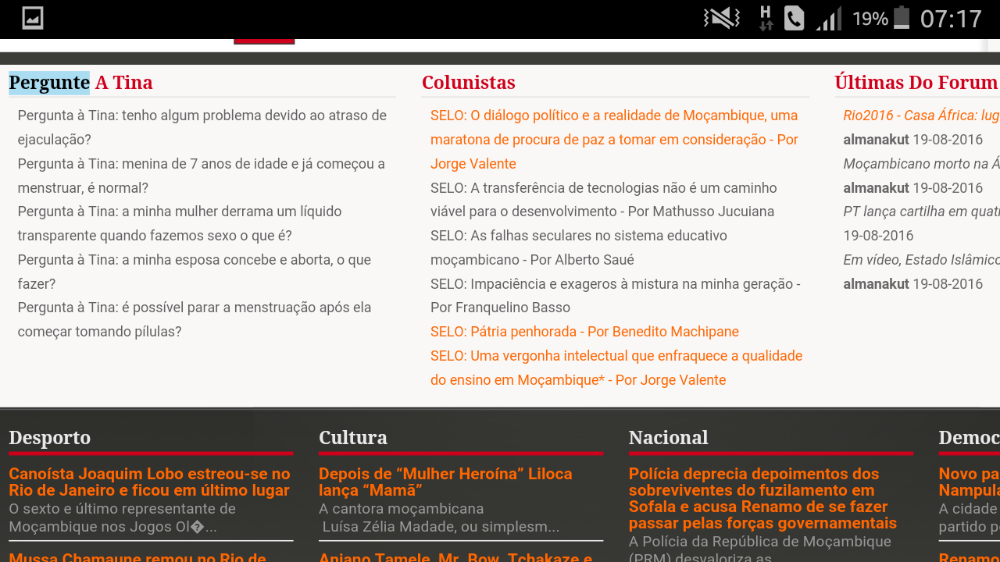 H 19% 07:17
Pergunte A Tina
Pergunta à Tina: tenho algum problema devido ao atraso de
ejaculação?
Pergunta à Tina: menina de 7 anos de idade e já começou a
menstruar, é normal?
Pergunta à Tina: a minha mulher derrama um líquido
transparente quando fazemos sexo o que é?
Pergunta à Tina: a minha esposa concebe e aborta, o que
fazer?
Pergunta à Tina: é possível parar a menstruação após ela
começar tomando pílulas?
Colunistas
SELO: O diálogo político e a realidade de Moçambique, uma
maratona de procura de paz a tomar em consideração - Por
Jorge Valente
SELO: A transferência de tecnologias não é um caminho
viável para o desenvolvimento - Por Mathusso Jucuiana
SELO: As falhas seculares no sistema educativo
moçambicano - Por Alberto Saué
SELO: Impaciência e exageros à mistura na minha geração -
Por Franquelino Basso
SELO: Pátria penhorada - Por Benedito Machipane
SELO: Uma vergonha intelectual que enfraquece a qualidade
do ensino em Moçambique* - Por Jorge Valente
Últimas Do Forum
Rio2016 - Casa África: lug
almanakut 19-08-2016
Moçambicano morto na Á
almanakut 19-08-2016
PT lança cartilha em quat
19-08-2016
Em vídeo, Estado Islâmico
almanakut 19-08-2016
Desporto
Canoísta Joaquim Lobo estreou-se no
Rio de Janeiro e ficou em último lugar
O sexto e último representante de
Moçambique nos Jogos Ol�...
Mussa Chamaune remou no Rio de
Cultura
Depois de “Mulher Heroína” Liloca
lança “Mamã”
A cantora moçambicana
Luísa Zélia Madade, ou simplesm...
Aniano Tamele, Mr. Bow, Tchakaze e
Nacional
Polícia deprecia depoimentos dos
sobreviventes do fuzilamento em
Sofala e acusa Renamo de se fazer
passar pelas forças governamentais
A Polícia da República de Moçambique
(PRM) desvaloriza as
Democ
Novo pa
Nampula
A cidade
partido p
Renamo